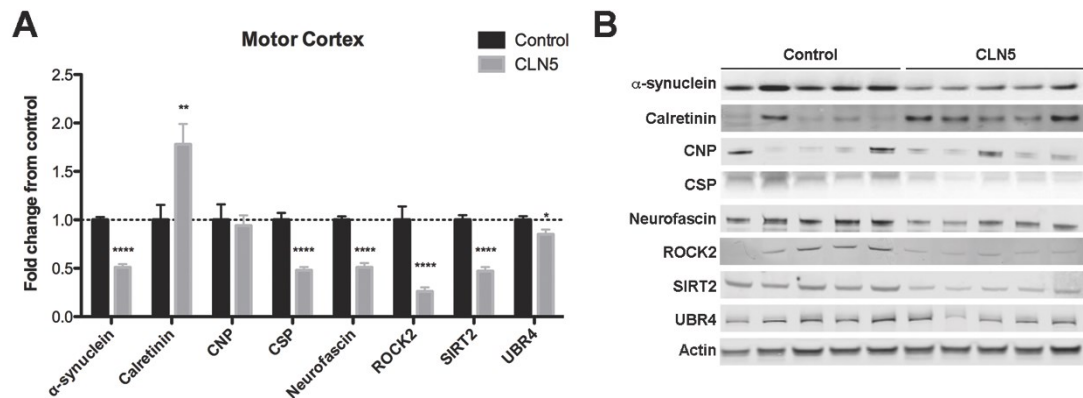 A
Motor Cortex
Control
CLN5
Fold change from control
2.5
2.0
1.5
1.0
0.5
0.0
****
**
****
****
****
****
*
α-synuclein
Calretinin
CNP
CSP
Neurofascin
ROCK2
SIRT2
UBR4
B
Control
CLN5
α-synuclein
Calretinin
CNP
CSP
Neurofascin
ROCK2
SIRT2
UBR4
Actin